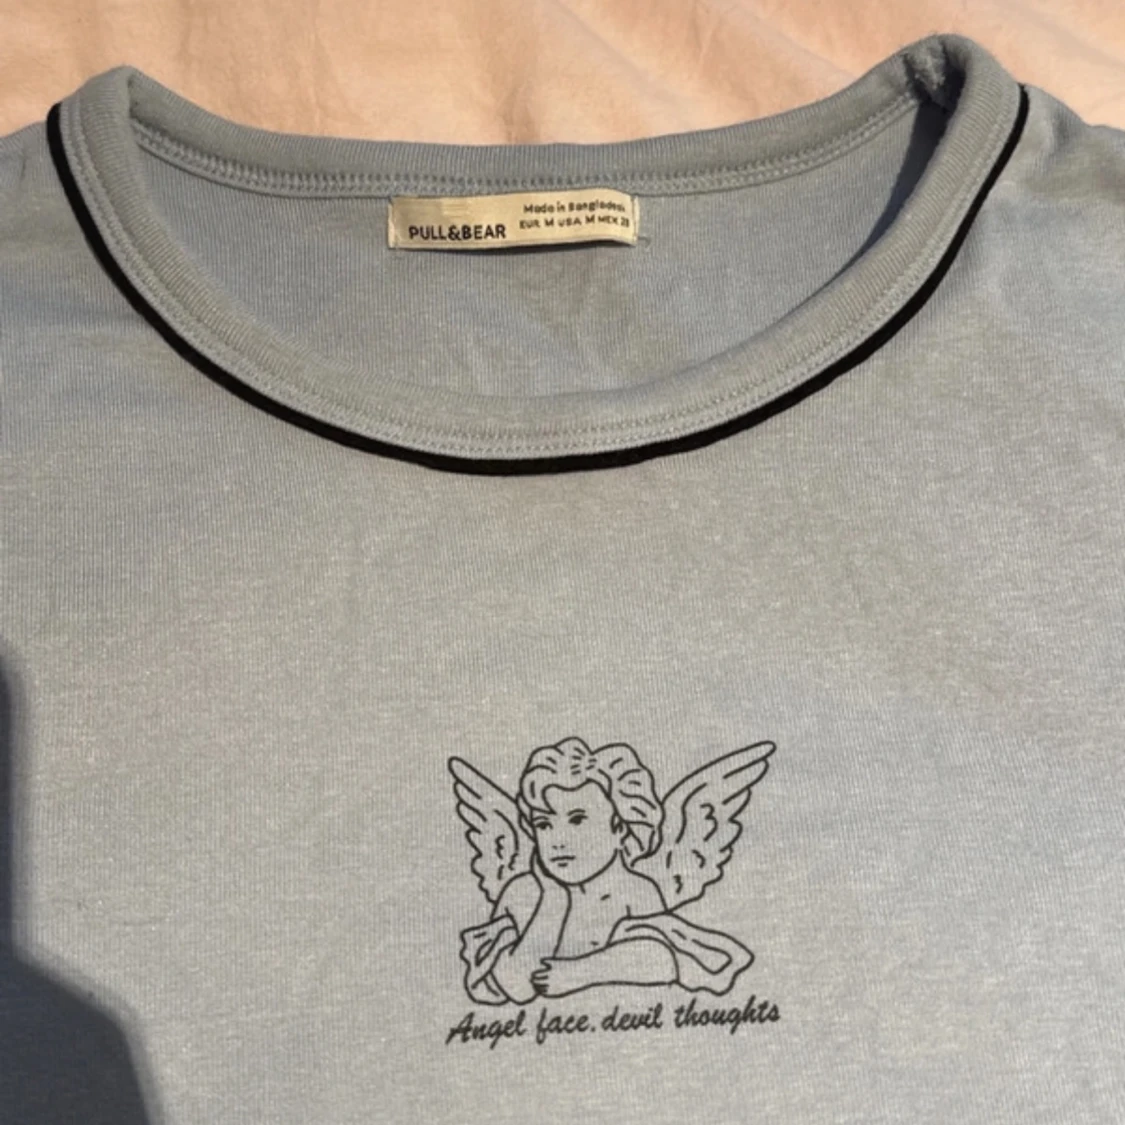 PULL&BEAR
Made in Bangladesh
EUR M USA M MEX 28
Angel face. devil thoughts